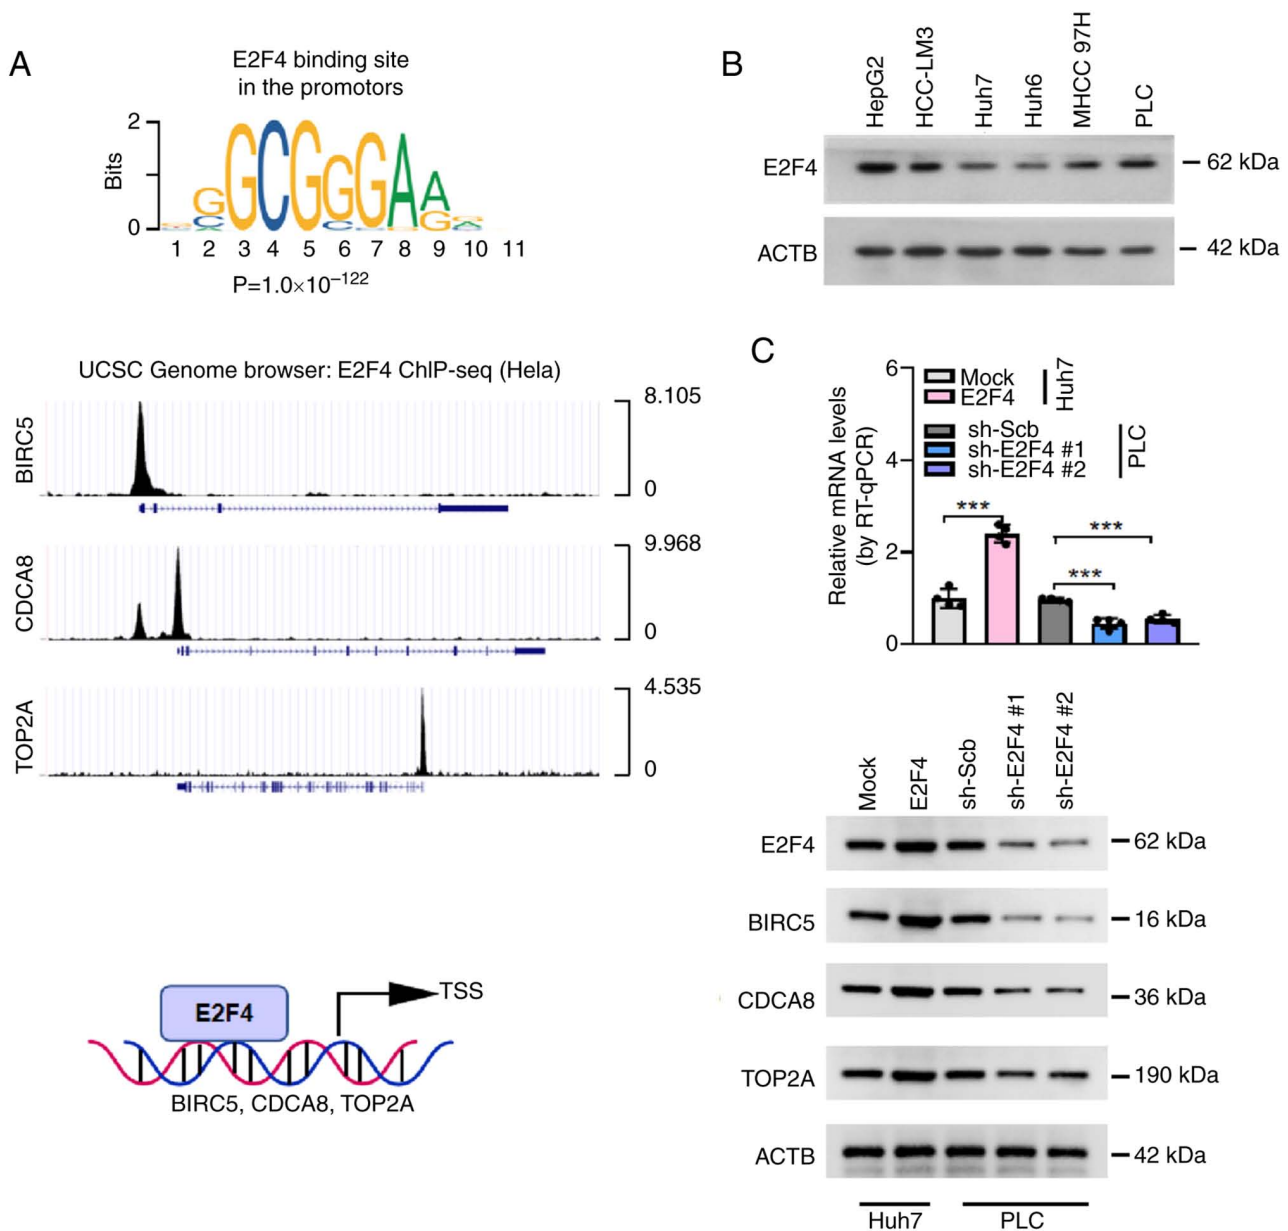 A
E2F4 binding site
in the promotors
2
Bits
0
GCGGGAA
1 2 3 4 5 6 7 8 9 10 11
P=1.0×10⁻¹²²
UCSC Genome browser: E2F4 ChIP-seq (Hela)
BIRC5
8.105
0
CDCA8
9.968
0
TOP2A
4.535
0
E2F4
TSS
BIRC5, CDCA8, TOP2A
B
HepG2 HCC-LM3 Huh7 Huh6 MHCC 97H PLC
E2F4 62 kDa
ACTB 42 kDa
C
Relative mRNA levels
(by RT-qPCR)
6
4
2
0
Mock
E2F4
Huh7
sh-Scb
sh-E2F4 #1
sh-E2F4 #2
PLC
***
***
***
Mock E2F4 sh-Scb sh-E2F4 #1 sh-E2F4 #2
E2F4 62 kDa
BIRC5 16 kDa
CDCA8 36 kDa
TOP2A 190 kDa
ACTB 42 kDa
Huh7 PLC